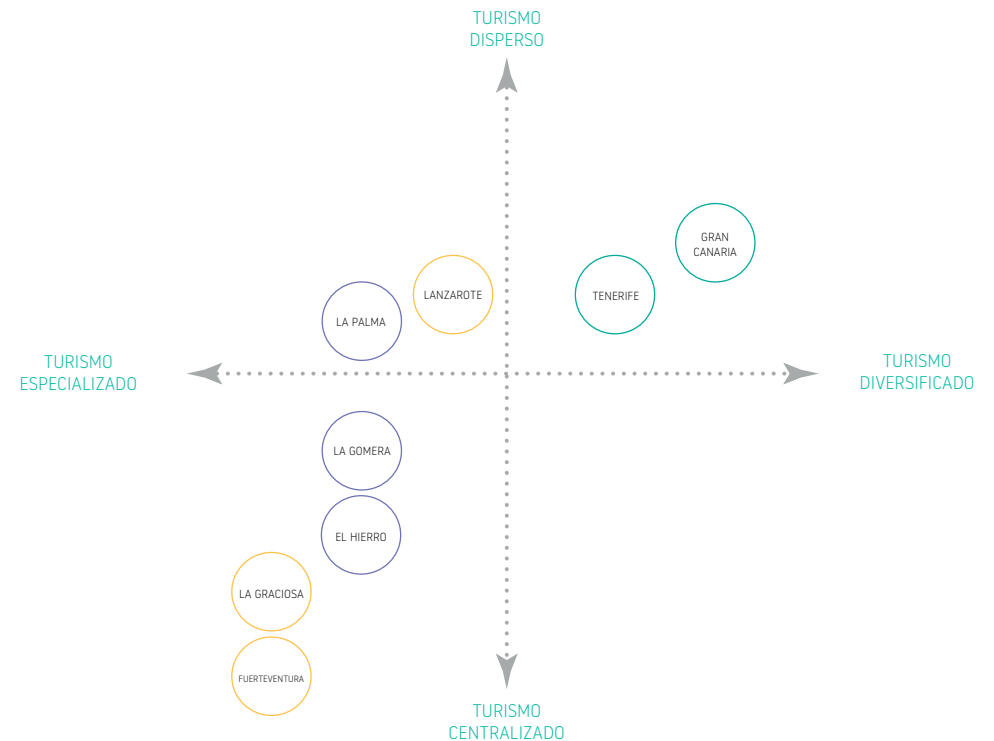 TURISMO
DISPERSO
GRAN
CANARIA
LANZAROTE
TENERIFE
LA PALMA
TURISMO
ESPECIALIZADO
TURISMO
DIVERSIFICADO
LA GOMERA
EL HIERRO
LA GRACIOSA
FUERTEVENTURA
TURISMO
CENTRALIZADO